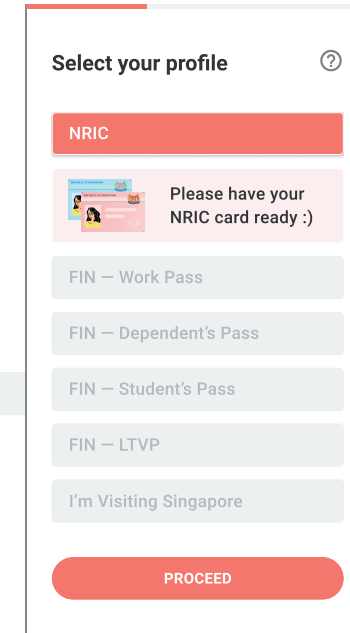 Select your profile
NRIC
Please have your
NRIC card ready :)
FIN — Work Pass
FIN — Dependent’s Pass
FIN — Student’s Pass
FIN — LTVP
I’m Visiting Singapore
PROCEED